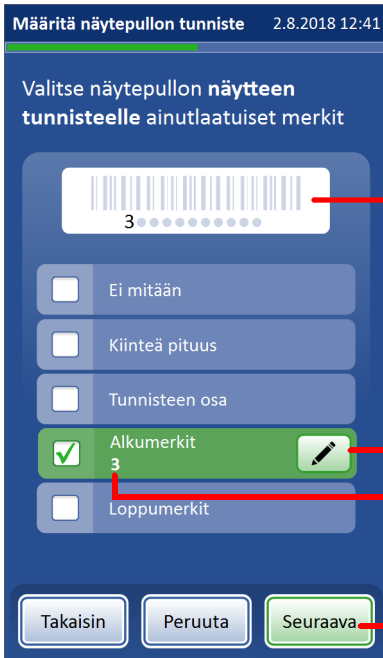 Määritä näytepullon tunniste 2.8.2018 12:41
Valitse näytepullon näytteen
tunnisteelle ainutlaatuiset merkit
3
Ei mitään
Kiinteä pituus
Tunnisteen osa
Alkumerkit
3
Loppumerkit
Takaisin Peruuta Seuraava